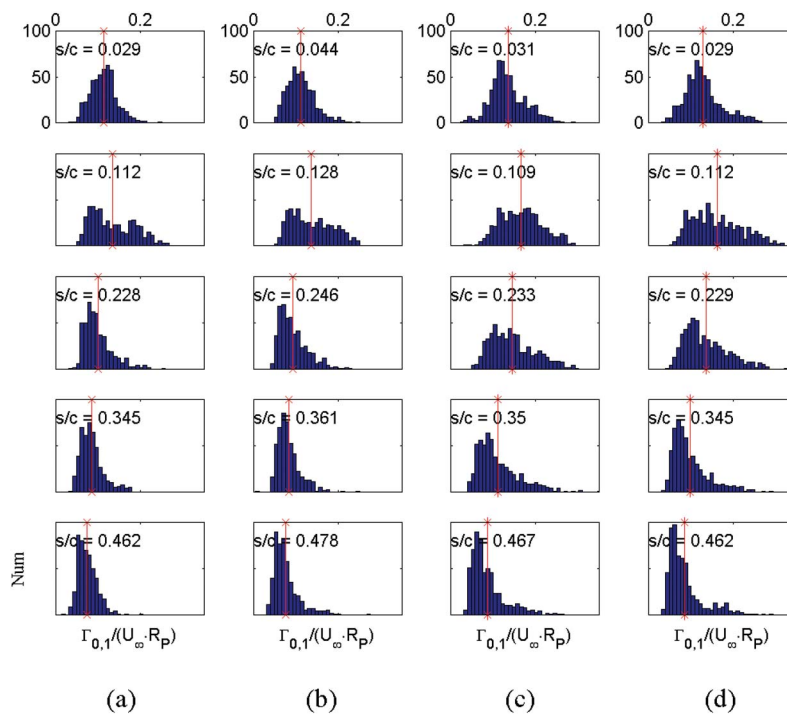 0 0.2 0 0.2 0 0.2 0 0.2
100 100 100 100
s/c = 0.029 s/c = 0.044 s/c = 0.031 s/c = 0.029
50 50 50 50
0 0 0 0
s/c = 0.112 s/c = 0.128 s/c = 0.109 s/c = 0.112
s/c = 0.228 s/c = 0.246 s/c = 0.233 s/c = 0.229
s/c = 0.345 s/c = 0.361 s/c = 0.35 s/c = 0.345
s/c = 0.462 s/c = 0.478 s/c = 0.467 s/c = 0.462
Num
Γ0,1/(U∞·RP) Γ0,1/(U∞·RP) Γ0,1/(U∞·RP) Γ0,1/(U∞·RP)
(a) (b) (c) (d)